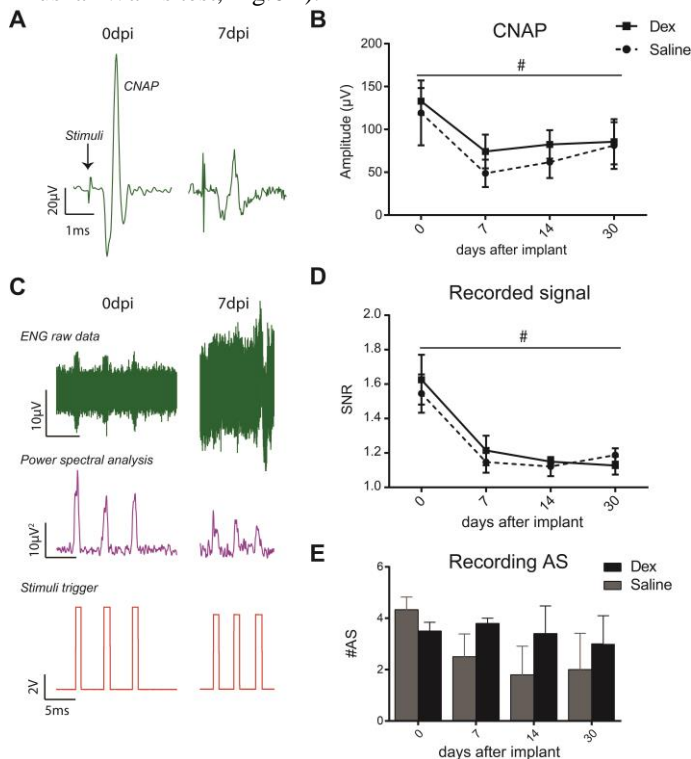 A
0dpi
7dpi
CNAP
Stimuli
20μV
1ms
B
CNAP
Dex
Saline
#
200
150
100
50
0
Amplitude (μV)
0
7
14
30
days after implant
C
0dpi
7dpi
ENG raw data
10μV
Power spectral analysis
10μV²
Stimuli trigger
2V
5ms
D
Recorded signal
#
2.0
1.8
1.6
1.4
1.2
1.0
SNR
0
7
14
30
days after implant
E
Recording AS
Dex
Saline
6
4
2
0
#AS
0
7
14
30
days after implant